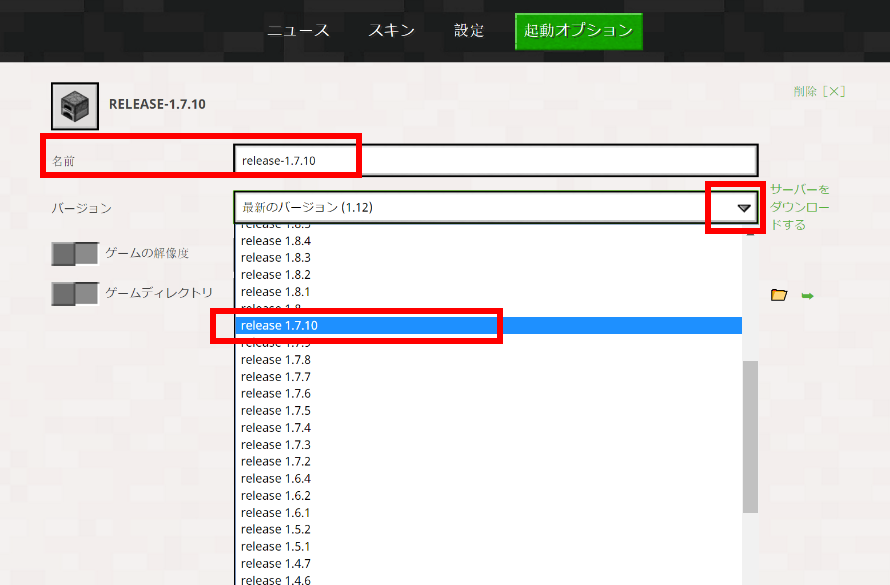 ニュース スキン 設定 起動オプション
RELEASE-1.7.10 削除 [×]
名前 release-1.7.10
バージョン 最新のバージョン (1.12)
サーバーを
ダウンロー
ドする
release 1.8.5
release 1.8.4
ゲームの解像度
release 1.8.3
release 1.8.2
ゲームディレクトリ
release 1.8.1
release 1.8
release 1.7.10
release 1.7.9
release 1.7.8
release 1.7.7
release 1.7.6
release 1.7.5
release 1.7.4
release 1.7.3
release 1.7.2
release 1.6.4
release 1.6.2
release 1.6.1
release 1.5.2
release 1.5.1
release 1.4.7
release 1.4.6